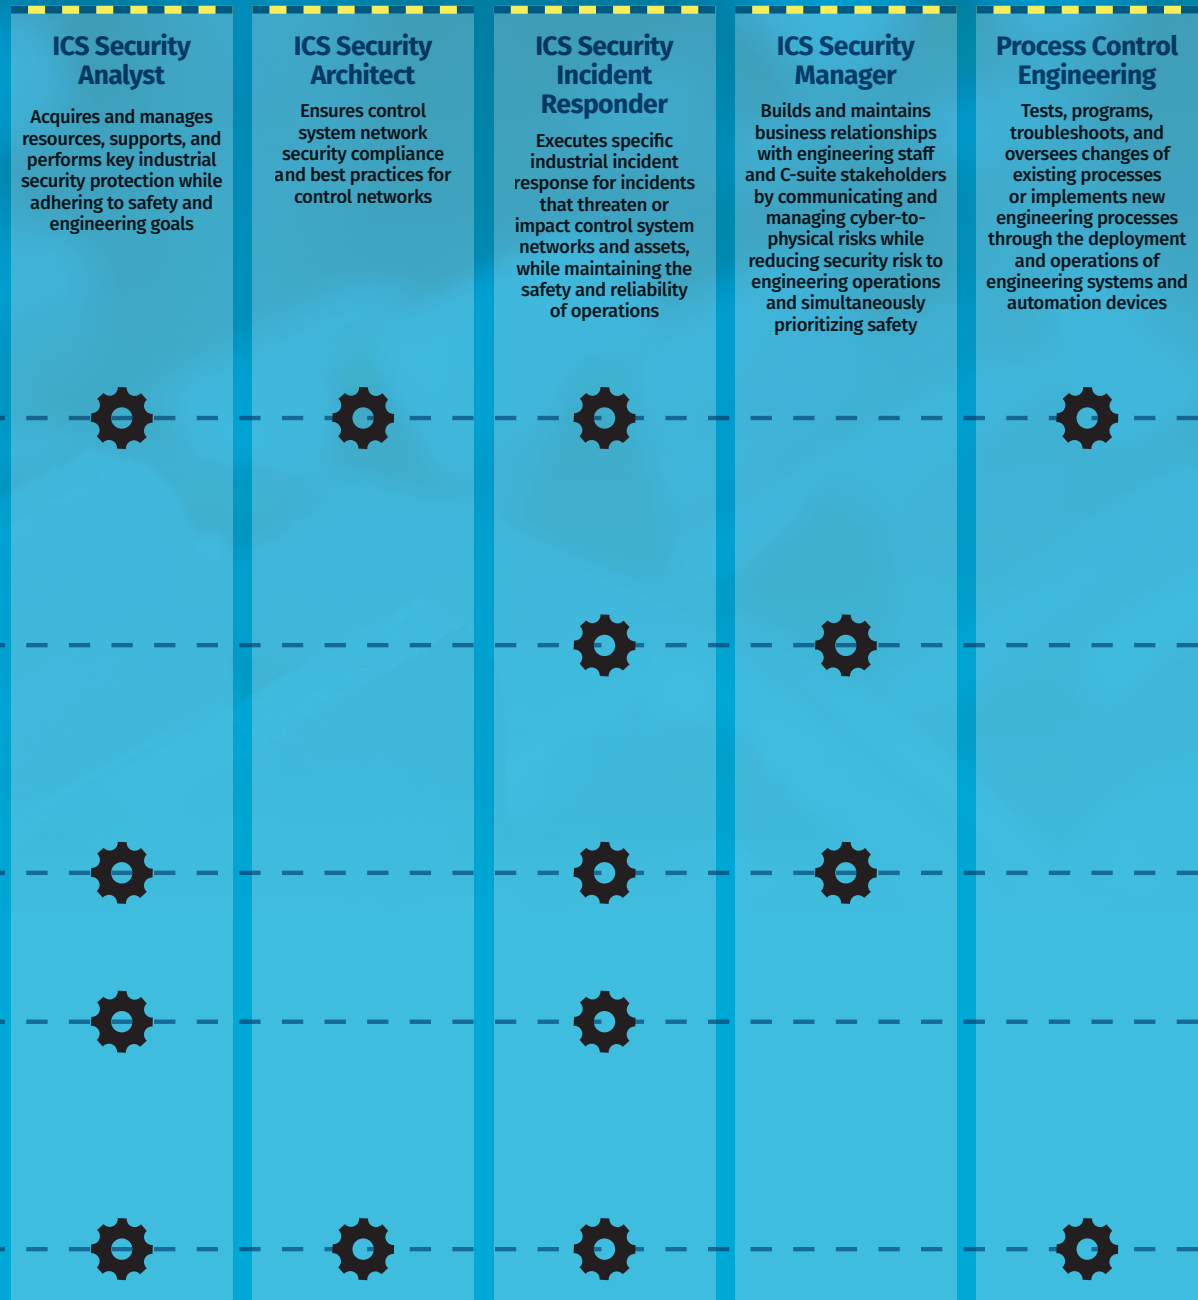 ICS Security
Analyst
Acquires and manages
resources, supports, and
performs key industrial
security protection while
adhering to safety and
engineering goals
ICS Security
Architect
Ensures control
system network
security compliance
and best practices for
control networks
ICS Security
Incident
Responder
Executes specific
industrial incident
response for incidents
that threaten or
impact control system
networks and assets,
while maintaining the
safety and reliability
of operations
ICS Security
Manager
Builds and maintains
business relationships
with engineering staff
and C-suite stakeholders
by communicating and
managing cyber-to-
physical risks while
reducing security risk to
engineering operations
and simultaneously
prioritizing safety
Process Control
Engineering
Tests, programs,
troubleshoots, and
oversees changes of
existing processes
or implements new
engineering processes
through the deployment
and operations of
engineering systems and
automation devices